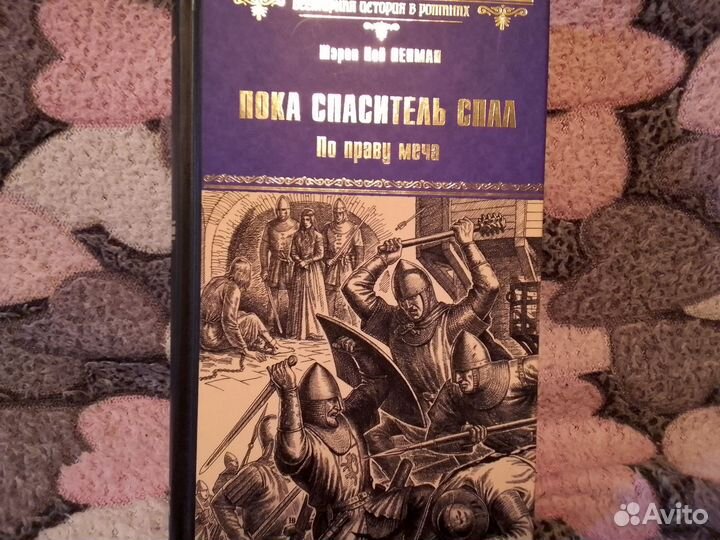 ВСЕМИРНАЯ ИСТОРИЯ В РОМАНАХ
Шэрон Кей ПЕНМАН
ПОКА СПАСИТЕЛЬ СПАЛ
По праву меча
Avito